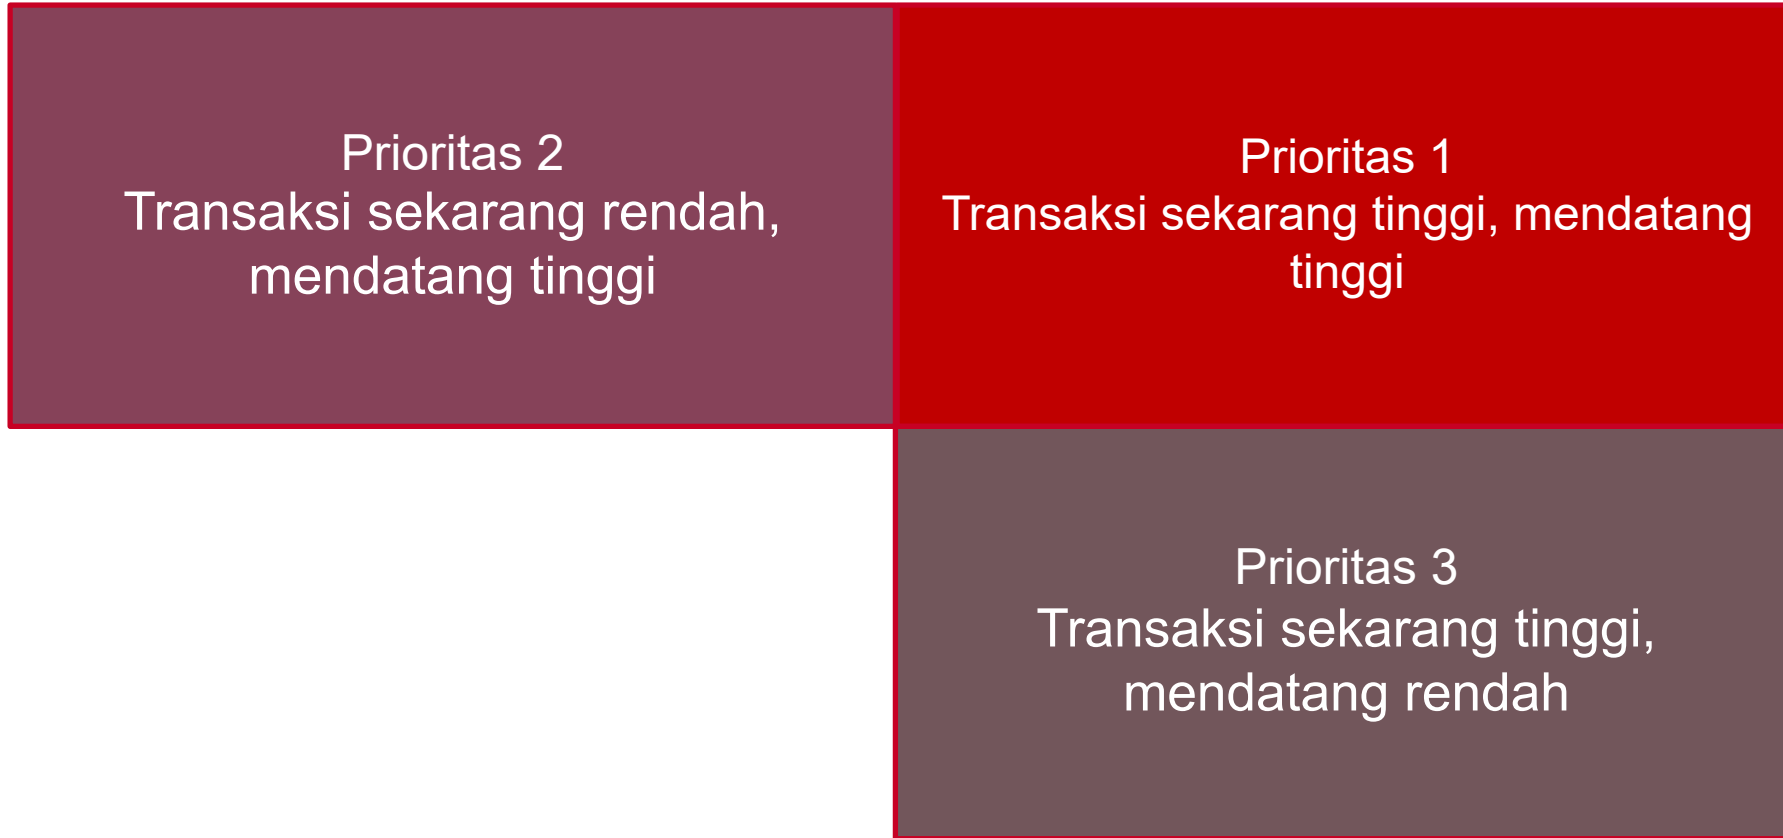 Prioritas 2
Transaksi sekarang rendah,
mendatang tinggi
Prioritas 1
Transaksi sekarang tinggi, mendatang
tinggi
Prioritas 3
Transaksi sekarang tinggi,
mendatang rendah